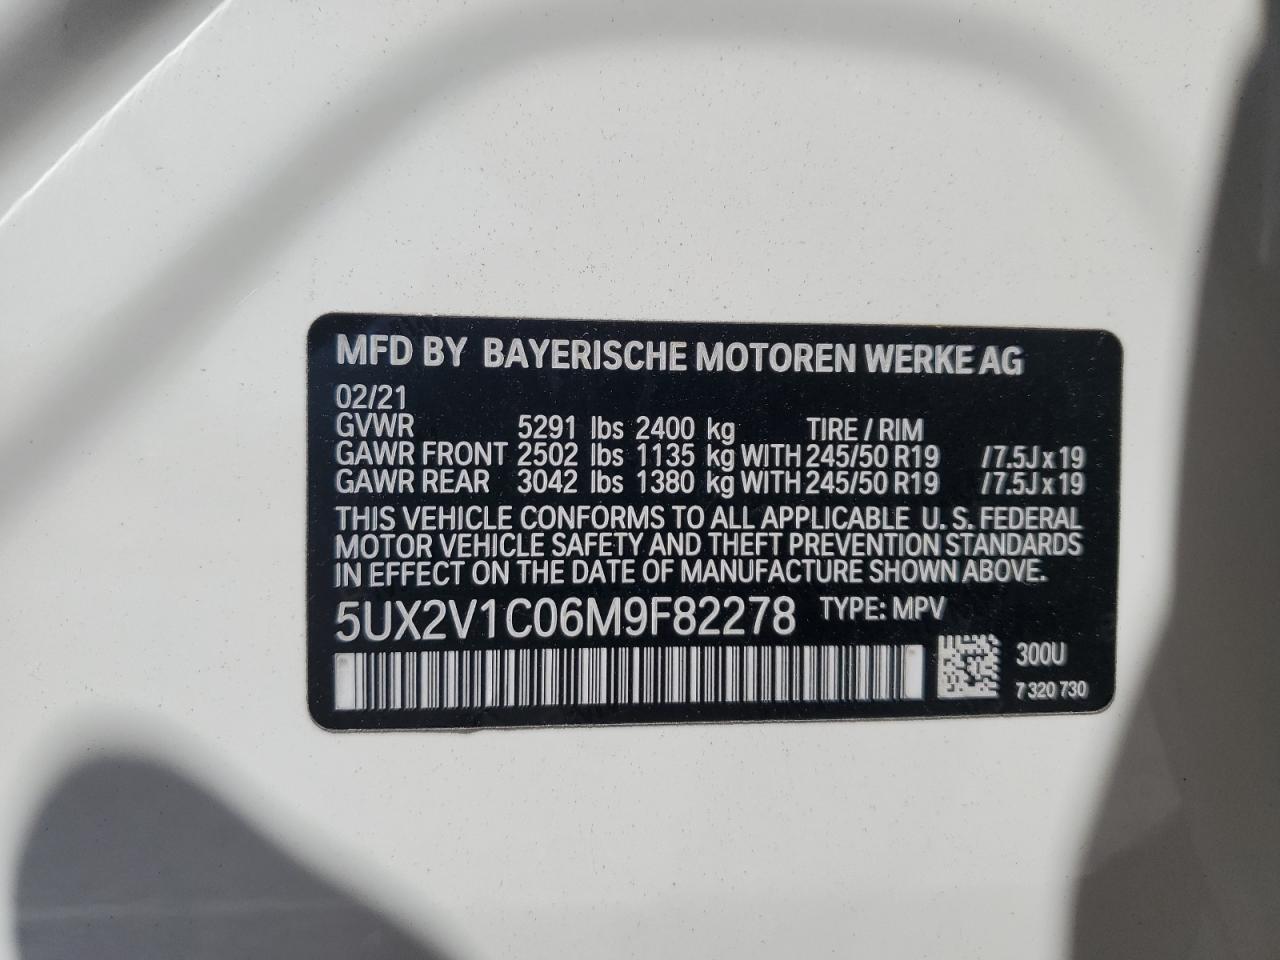 MFD BY BAYERISCHE MOTOREN WERKE AG
02/21
GVWR 5291 lbs 2400 kg TIRE / RIM
GAWR FRONT 2502 lbs 1135 kg WITH 245/50 R19 / 7.5J x 19
GAWR REAR 3042 lbs 1380 kg WITH 245/50 R19 / 7.5J x 19
THIS VEHICLE CONFORMS TO ALL APPLICABLE U. S. FEDERAL
MOTOR VEHICLE SAFETY AND THEFT PREVENTION STANDARDS
IN EFFECT ON THE DATE OF MANUFACTURE SHOWN ABOVE.
5UX2V1C06M9F82278 TYPE: MPV
300U
7 320 730